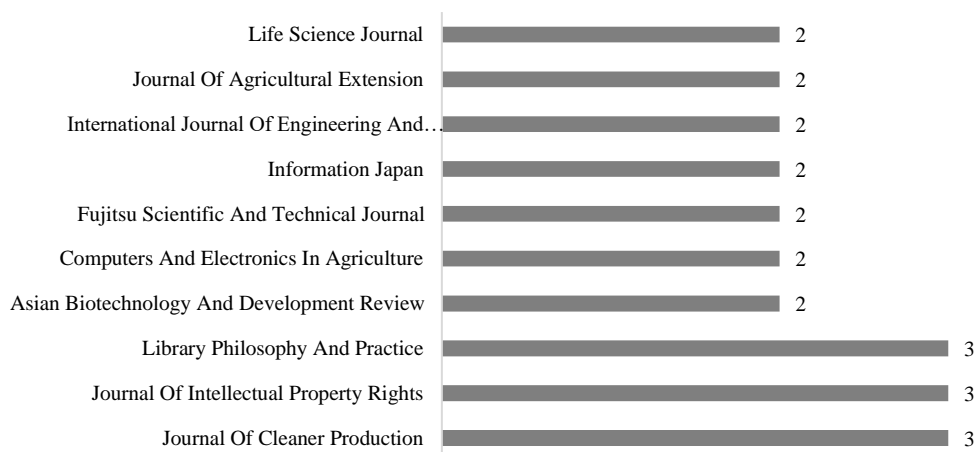 Life Science Journal 2
Journal Of Agricultural Extension 2
International Journal Of Engineering And… 2
Information Japan 2
Fujitsu Scientific And Technical Journal 2
Computers And Electronics In Agriculture 2
Asian Biotechnology And Development Review 2
Library Philosophy And Practice 3
Journal Of Intellectual Property Rights 3
Journal Of Cleaner Production 3